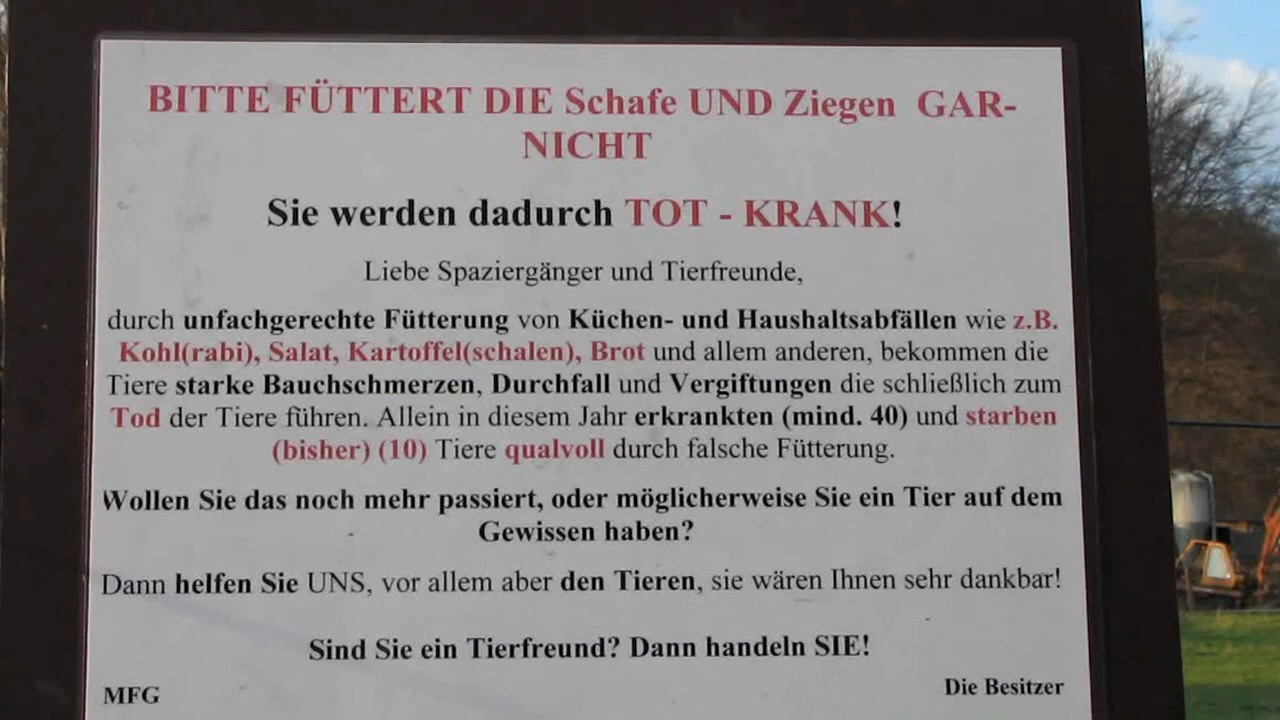 BITTE FÜTTERT DIE Schafe UND Ziegen GAR-
NICHT
Sie werden dadurch TOT - KRANK!
Liebe Spaziergänger und Tierfreunde,
durch unfachgerechte Fütterung von Küchen- und Haushaltsabfällen wie z.B.
Kohl(rabi), Salat, Kartoffel(schalen), Brot und allem anderen, bekommen die
Tiere starke Bauchschmerzen, Durchfall und Vergiftungen die schließlich zum
Tod der Tiere führen. Allein in diesem Jahr erkrankten (mind. 40) und starben
(bisher) (10) Tiere qualvoll durch falsche Fütterung.
Wollen Sie das noch mehr passiert, oder möglicherweise Sie ein Tier auf dem
Gewissen haben?
Dann helfen Sie UNS, vor allem aber den Tieren, sie wären Ihnen sehr dankbar!
Sind Sie ein Tierfreund? Dann handeln SIE!
MFG Die Besitzer